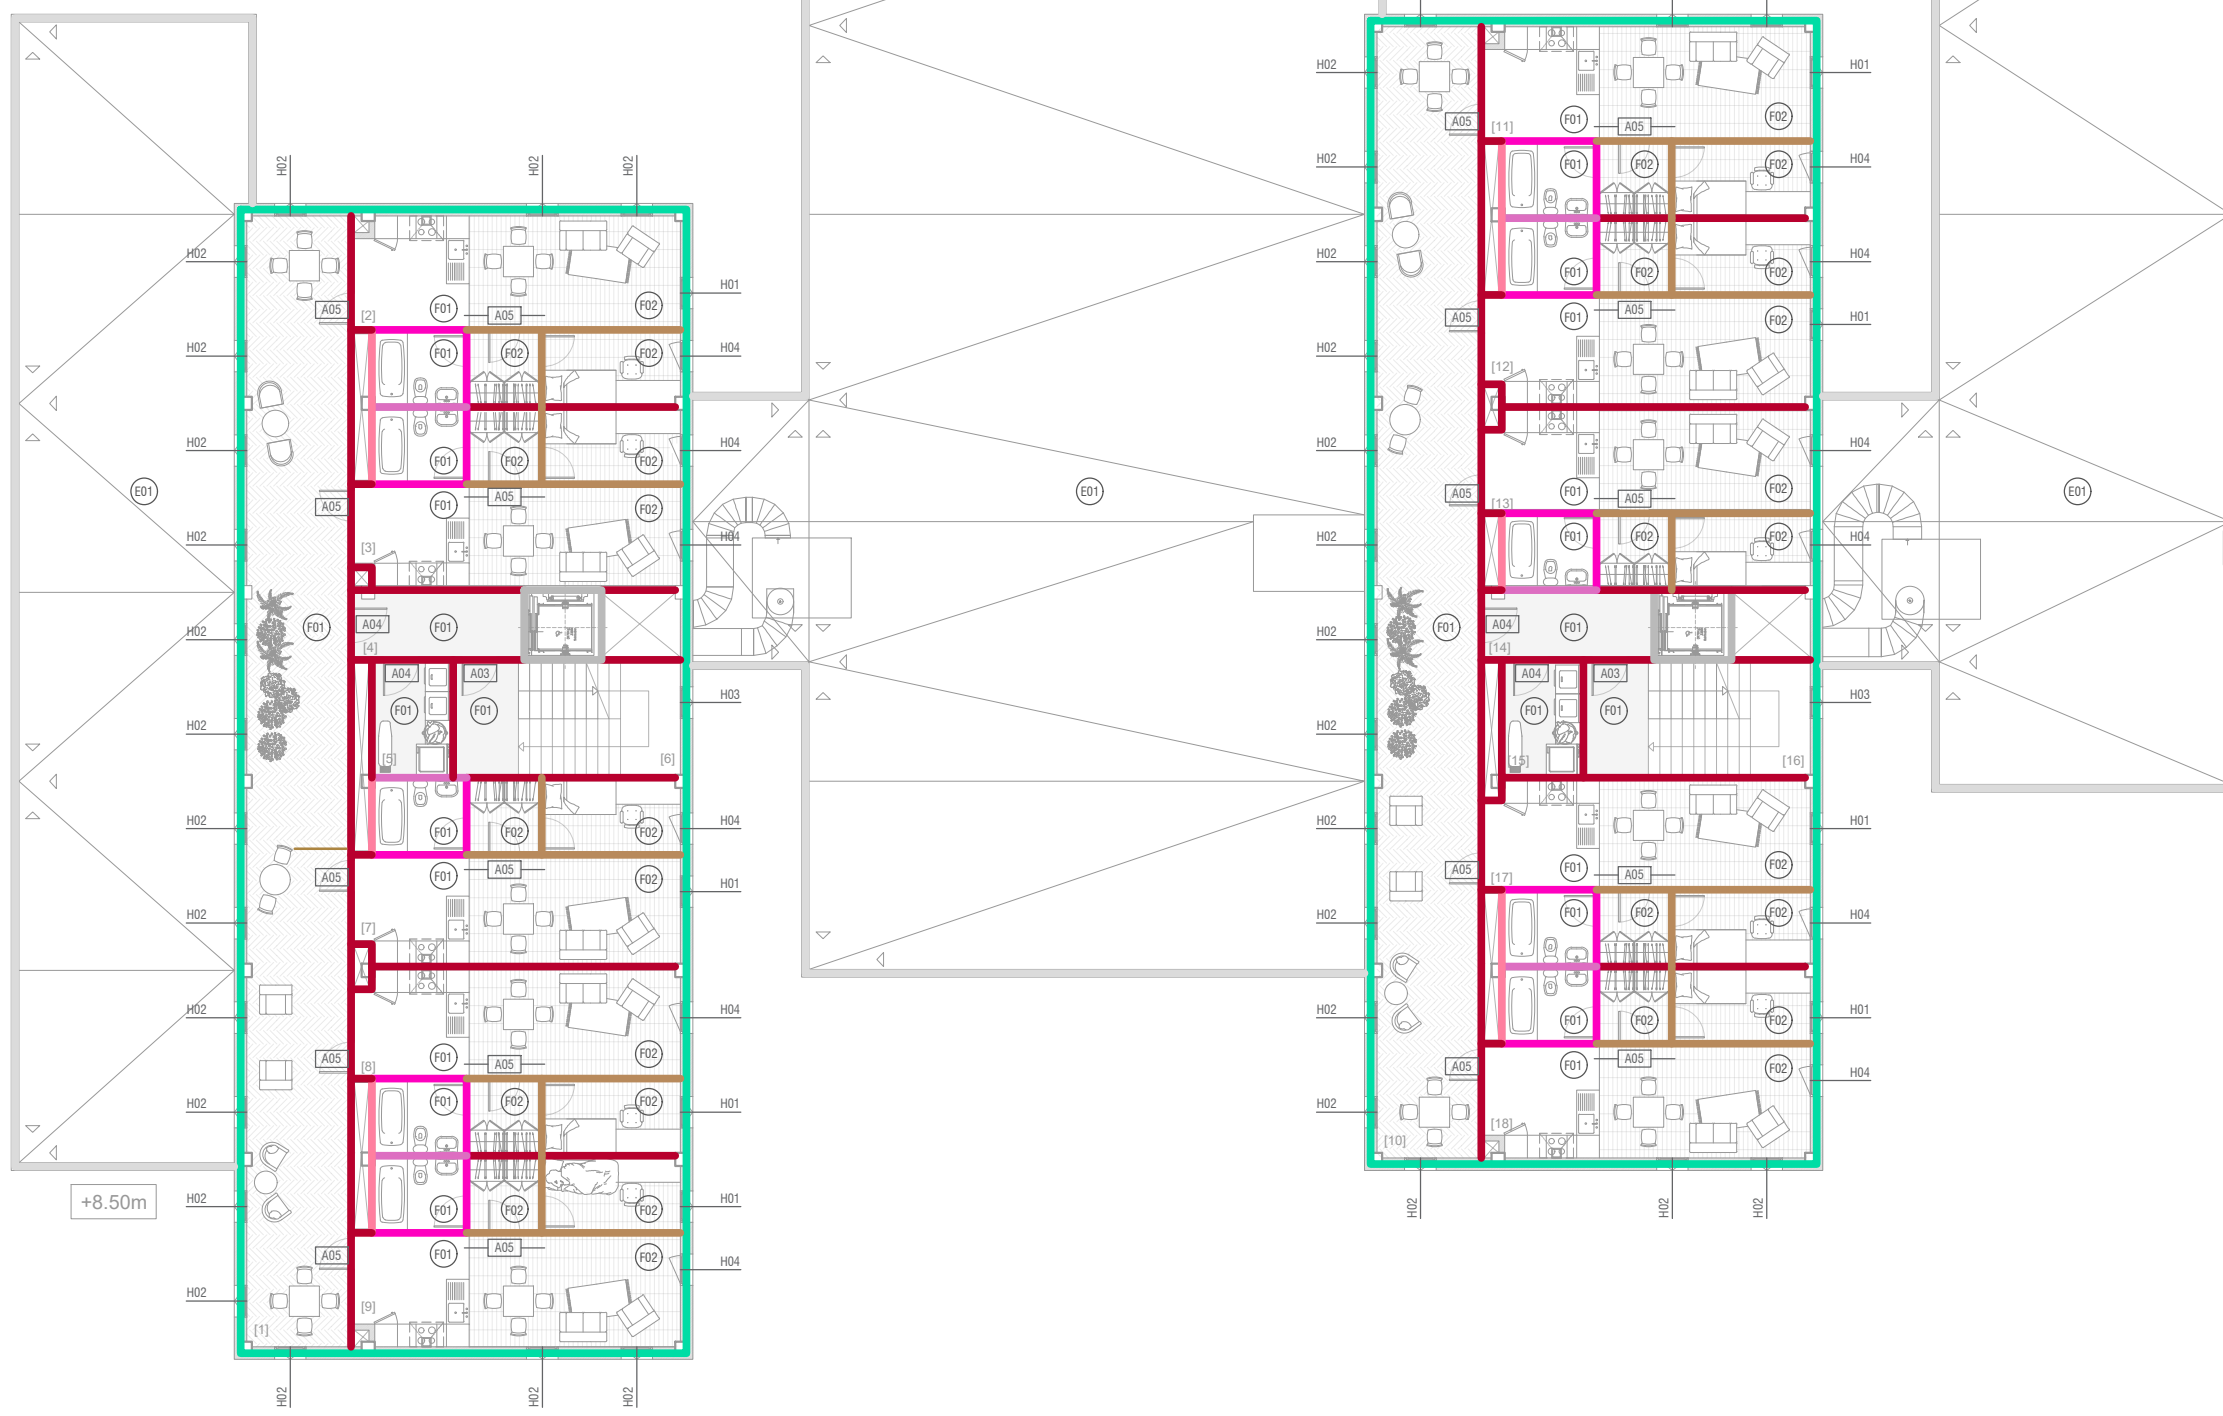 H02 H02 H02
H02 H01
A05
[2] F01 A05 F02
H02 F01 F02 F02 H04
H02 F01 F02 F02 H04
E01
A05 F01 A05 F02
[3]
H02 H04
F01 A04 F01
H02 [4]
A04 A03
F01 F01 H03
H02 [5] [6]
H02 F01 F02 F02 H04
A05 F01 A05 F02 H01
H02 [7]
H02 H04
A05 F01 A05 F02
[8]
H02 F01 F02 F02 H01
H02 F01 F02 F02 H01
+8.50m
A05 F01 A05 F02 H04
H02 [9]
[1]
H02 H02 H02
E01
H02 H01
A05 [11] F01 A05 F02
H02 F01 F02 F02 H04
H02 F01 F02 F02 H04
A05 F01 A05 F02 H01
H02 [12]
H02 H04
A05 [13] F01 A05 F02
H02 F01 F02 F02 H04
E01
F01 A04 F01
H02 [14]
A04 A03
F01 F01 H03
H02 [15] [16]
H02 H01
A05 [17] F01 A05 F02
H02 F01 F02 F02 H04
H02 F01 F02 F02 H01
A05 F01 A05 F02 H04
H02 [18]
[10]
H02 H02 H02